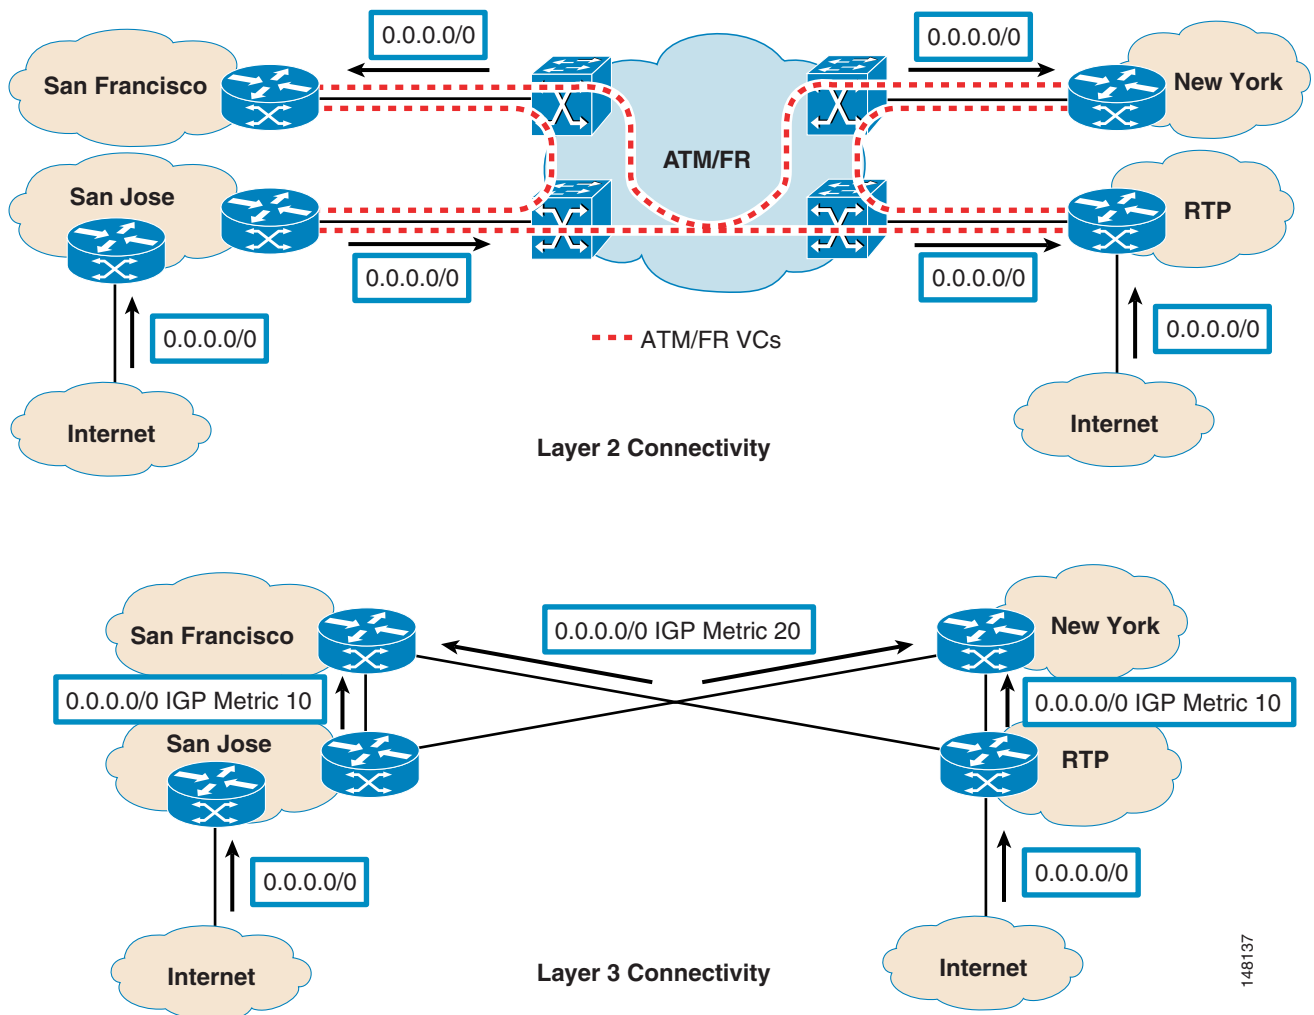 0.0.0.0/0
0.0.0.0/0
San Francisco
New York
ATM/FR
San Jose
RTP
0.0.0.0/0
0.0.0.0/0
0.0.0.0/0
0.0.0.0/0
ATM/FR VCs
Internet
Internet
Layer 2 Connectivity
0.0.0.0/0 IGP Metric 20
San Francisco
New York
0.0.0.0/0 IGP Metric 10
0.0.0.0/0 IGP Metric 10
San Jose
RTP
0.0.0.0/0
0.0.0.0/0
Internet
Layer 3 Connectivity
Internet
148137